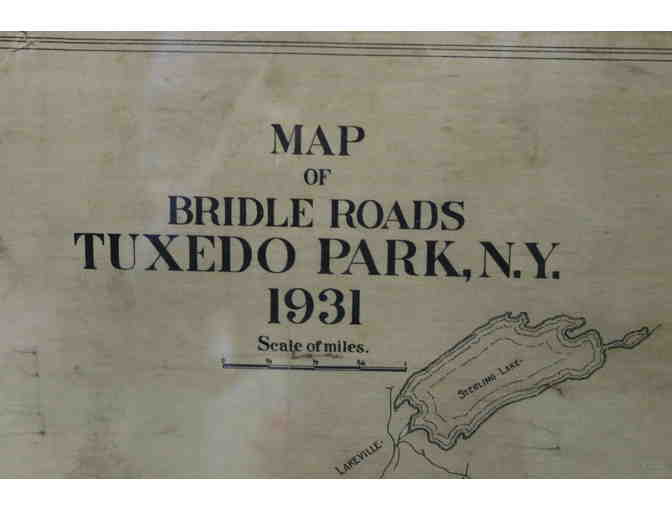 MAP
OF
BRIDLE ROADS
TUXEDO PARK, N.Y.
1931
Scale of miles.
STERLING LAKE.
LAKEVILLE.